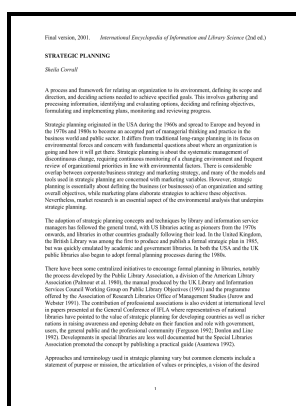 Final version, 2001. International Encyclopedia of Information and Library Science (2nd ed.)
STRATEGIC PLANNING
Sheila Corrall
A process and framework for relating an organization to its environment, defining its scope and
direction, and deciding actions needed to achieve specified goals. This involves gathering and
processing information, identifying and evaluating options, deciding and refining objectives,
formulating and implementing plans, monitoring and reviewing progress.
Strategic planning originated in the USA during the 1960s and spread to Europe and beyond in
the 1970s and 1980s to become an accepted part of managerial thinking and practice in the
business world and public sector. It differs from traditional long-range planning in its focus on
environmental forces and concern with fundamental questions about where an organization is
going and how it will get there. Strategic planning is about the systematic management of
discontinuous change, requiring continuous monitoring of a changing environment and frequent
review of organizational priorities in line with environmental factors. There is considerable
overlap between corporate/business strategy and marketing strategy, and many of the models and
tools used in strategic planning are concerned with marketing variables. However, strategic
planning is essentially about defining the business (or businesses) of an organization and setting
overall objectives, while marketing plans elaborate strategies to achieve these objectives.
Nevertheless, market research is an essential aspect of the environmental analysis that underpins
strategic planning.
The adoption of strategic planning concepts and techniques by library and information service
managers has followed the general trend, with US libraries acting as pioneers from the 1970s
onwards, and libraries in other countries gradually following their lead. In the United Kingdom,
the British Library was among the first to produce and publish a formal strategic plan in 1985,
but was quickly emulated by academic and government libraries. In both the USA and the UK
public libraries also began to adopt formal planning processes during the 1980s.
There have been some centralized initiatives to encourage formal planning in libraries, notably
the process developed by the Public Library Association, a division of the American Library
Association (Palmour et al. 1980), the manual produced by the UK Library and Information
Services Council Working Group on Public Library Objectives (1991) and the programme
offered by the Association of Research Libraries Office of Management Studies (Jurow and
Webster 1991). The contribution of professional associations is also evident at international level
in papers presented at the General Conference of IFLA where representatives of national
libraries have pointed to the value of strategic planning for developing countries as well as richer
nations in raising awareness and opening debate on their function and role with government,
users, the general public and the professional community (Ferguson 1992; Donlon and Line
1992). Developments in special libraries are less well documented but the Special Libraries
Association promoted the concept by publishing a practical guide (Asantewa 1992).
Approaches and terminology used in strategic planning vary but common elements include a
statement of purpose or mission, the articulation of values or principles, a vision of the desired
1